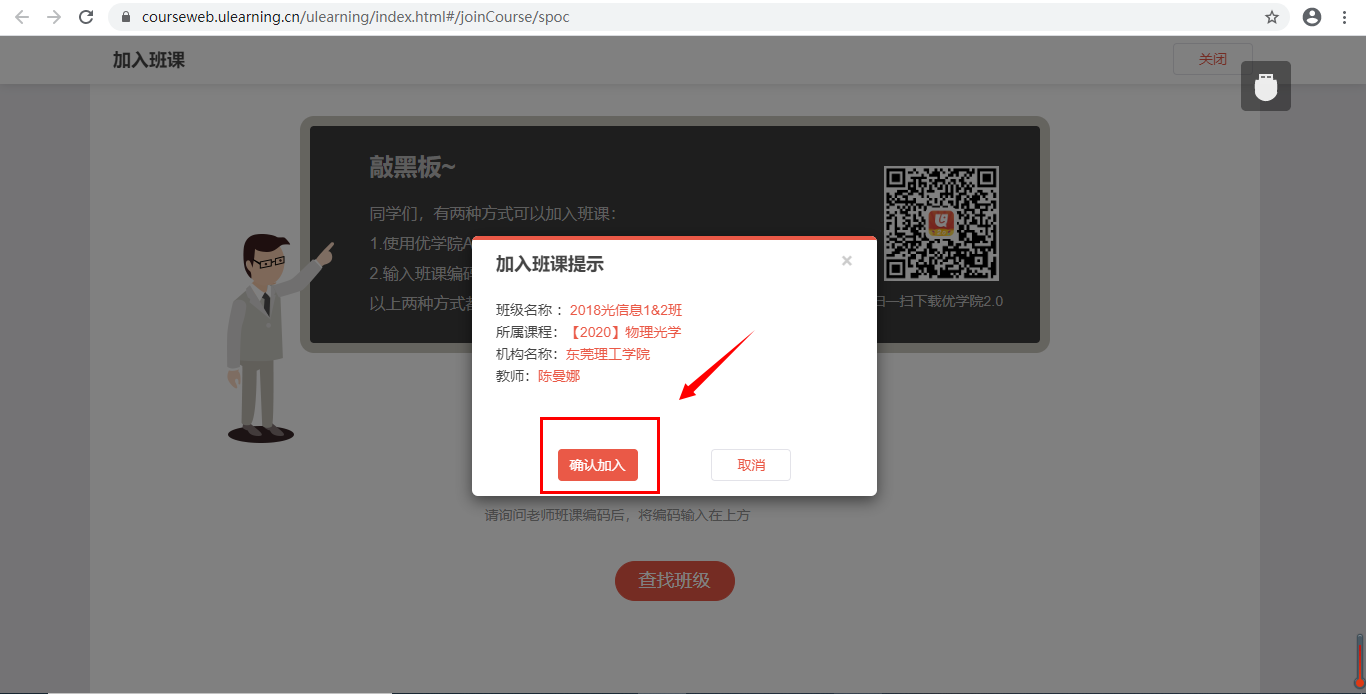 courseweb.ulearning.cn/ulearning/index.html#/joinCourse/spoc
加入班课
关闭
敲黑板~
同学们，有两种方式可以加入班课：
1.使用优学院A
2.输入班课编码
以上两种方式
扫一扫下载优学院2.0
加入班课提示
×
班级名称： 2018光信息1&2班
所属课程： 【2020】物理光学
机构名称：东莞理工学院
教师：陈曼娜
确认加入
取消
请询问老师班课编码后，将编码输入在上方
查找班级